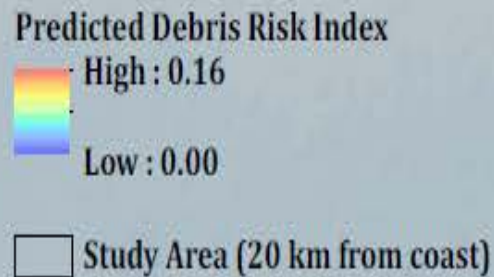 Predicted Debris Risk Index
High : 0.16
Low : 0.00
Study Area (20 km from coast)